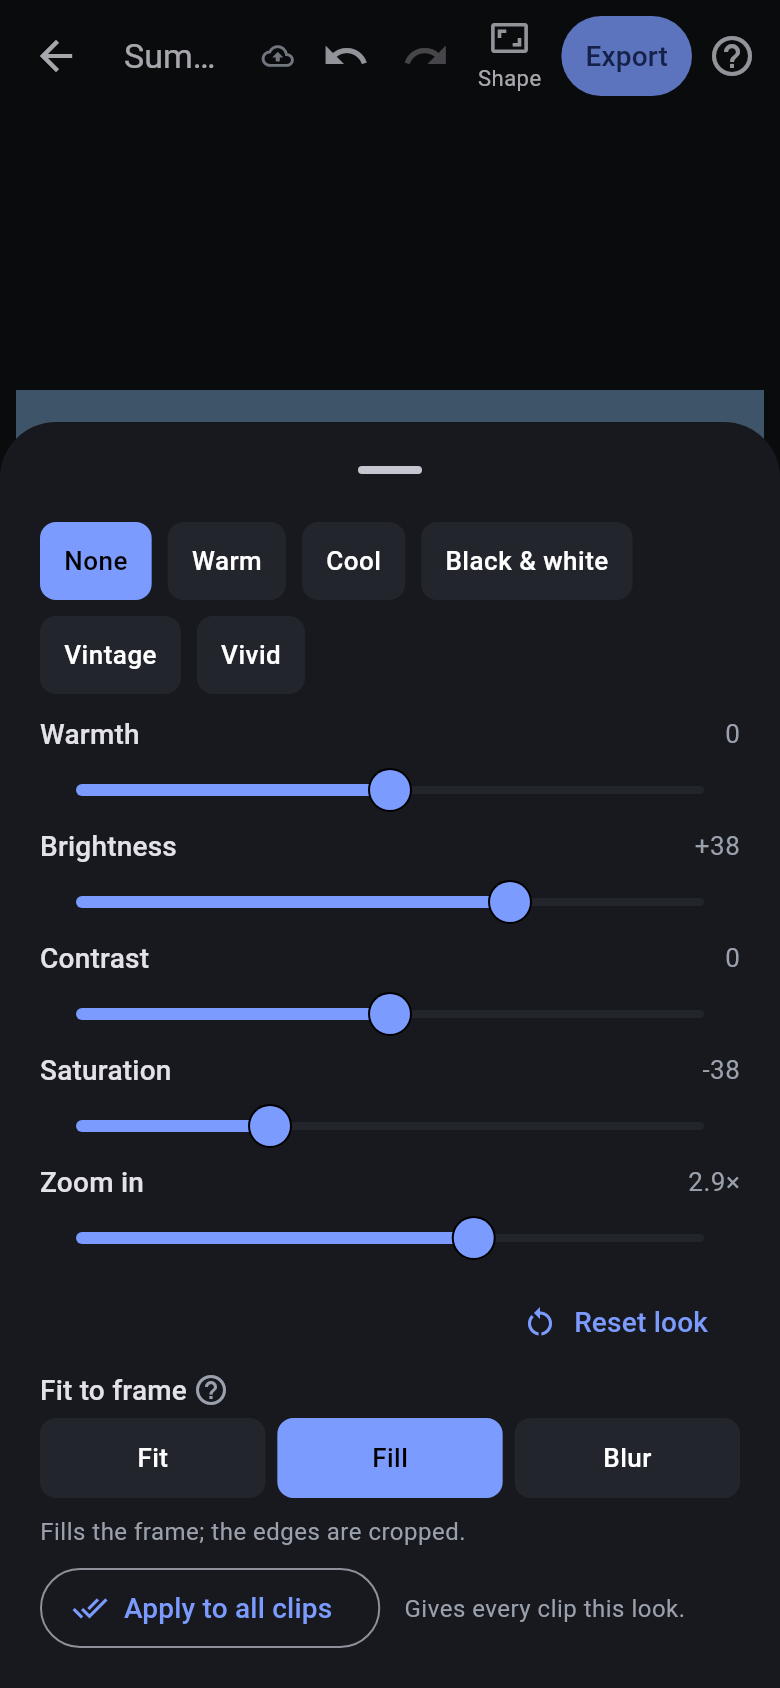 Sum...
Shape
Export
None
Warm
Cool
Black & white
Vintage
Vivid
Warmth 0
Brightness +38
Contrast 0
Saturation -38
Zoom in 2.9×
Reset look
Fit to frame
Fit
Fill
Blur
Fills the frame; the edges are cropped.
Apply to all clips
Gives every clip this look.